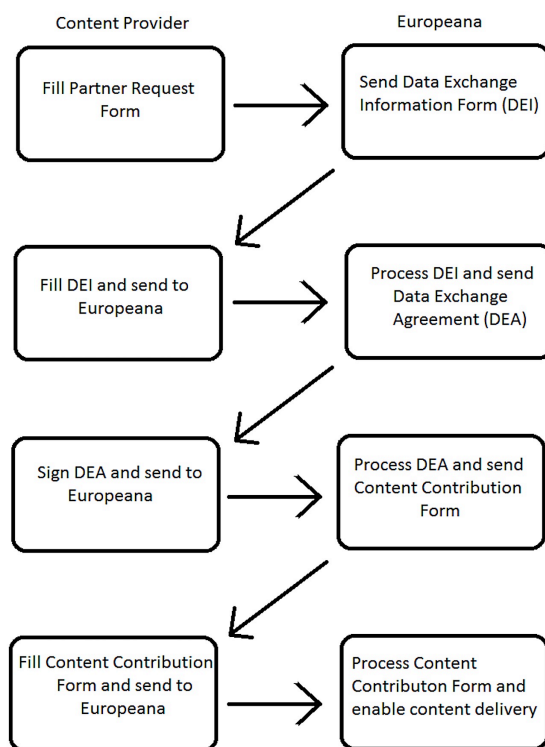 Content Provider
Europeana
Fill Partner Request
Form
Send Data Exchange
Information Form (DEI)
Fill DEI and send to
Europeana
Process DEI and send
Data Exchange
Agreement (DEA)
Sign DEA and send to
Europeana
Process DEA and send
Content Contribution
Form
Fill Content Contribution
Form and send to
Europeana
Process Content
Contributon Form and
enable content delivery